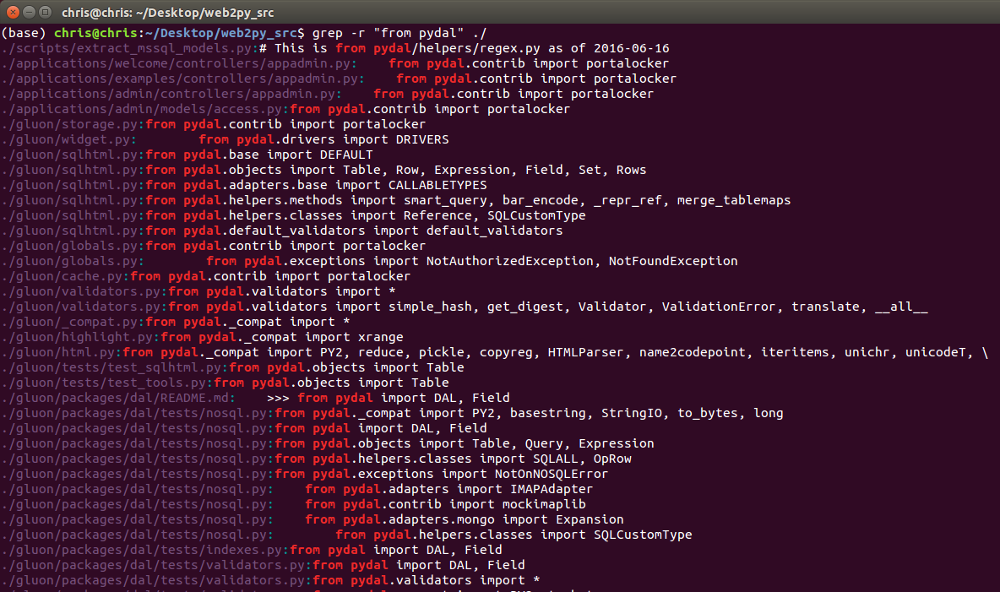 chris@chris: ~/Desktop/web2py_src
(base) chris@chris:~/Desktop/web2py_src$ grep -r "from pydal" ./
./scripts/extract_mssql_models.py:# This is from pydal/helpers/regex.py as of 2016-06-16
./applications/welcome/controllers/appadmin.py:    from pydal.contrib import portalocker
./applications/examples/controllers/appadmin.py:    from pydal.contrib import portalocker
./applications/admin/controllers/appadmin.py:    from pydal.contrib import portalocker
./applications/admin/models/access.py:from pydal.contrib import portalocker
./gluon/storage.py:from pydal.contrib import portalocker
./gluon/widget.py:        from pydal.drivers import DRIVERS
./gluon/sqlhtml.py:from pydal.base import DEFAULT
./gluon/sqlhtml.py:from pydal.objects import Table, Row, Expression, Field, Set, Rows
./gluon/sqlhtml.py:from pydal.adapters.base import CALLABLETYPES
./gluon/sqlhtml.py:from pydal.helpers.methods import smart_query, bar_encode, _repr_ref, merge_tablemaps
./gluon/sqlhtml.py:from pydal.helpers.classes import Reference, SQLCustomType
./gluon/sqlhtml.py:from pydal.default_validators import default_validators
./gluon/globals.py:from pydal.contrib import portalocker
./gluon/globals.py:        from pydal.exceptions import NotAuthorizedException, NotFoundException
./gluon/cache.py:from pydal.contrib import portalocker
./gluon/validators.py:from pydal.validators import *
./gluon/validators.py:from pydal.validators import simple_hash, get_digest, Validator, ValidationError, translate, __all__
./gluon/_compat.py:from pydal._compat import *
./gluon/highlight.py:from pydal._compat import xrange
./gluon/html.py:from pydal._compat import PY2, reduce, pickle, copyreg, HTMLParser, name2codepoint, iteritems, unichr, unicodeT, \
./gluon/tests/test_sqlhtml.py:from pydal.objects import Table
./gluon/tests/test_tools.py:from pydal.objects import Table
./gluon/packages/dal/README.md:    >>> from pydal import DAL, Field
./gluon/packages/dal/tests/nosql.py:from pydal._compat import PY2, basestring, StringIO, to_bytes, long
./gluon/packages/dal/tests/nosql.py:from pydal import DAL, Field
./gluon/packages/dal/tests/nosql.py:from pydal.objects import Table, Query, Expression
./gluon/packages/dal/tests/nosql.py:from pydal.helpers.classes import SQLALL, OpRow
./gluon/packages/dal/tests/nosql.py:from pydal.exceptions import NotOnNOSQLError
./gluon/packages/dal/tests/nosql.py:    from pydal.adapters import IMAPAdapter
./gluon/packages/dal/tests/nosql.py:    from pydal.contrib import mockimaplib
./gluon/packages/dal/tests/nosql.py:    from pydal.adapters.mongo import Expansion
./gluon/packages/dal/tests/nosql.py:        from pydal.helpers.classes import SQLCustomType
./gluon/packages/dal/tests/indexes.py:from pydal import DAL, Field
./gluon/packages/dal/tests/validators.py:from pydal import DAL, Field
./gluon/packages/dal/tests/validators.py:from pydal.validators import *